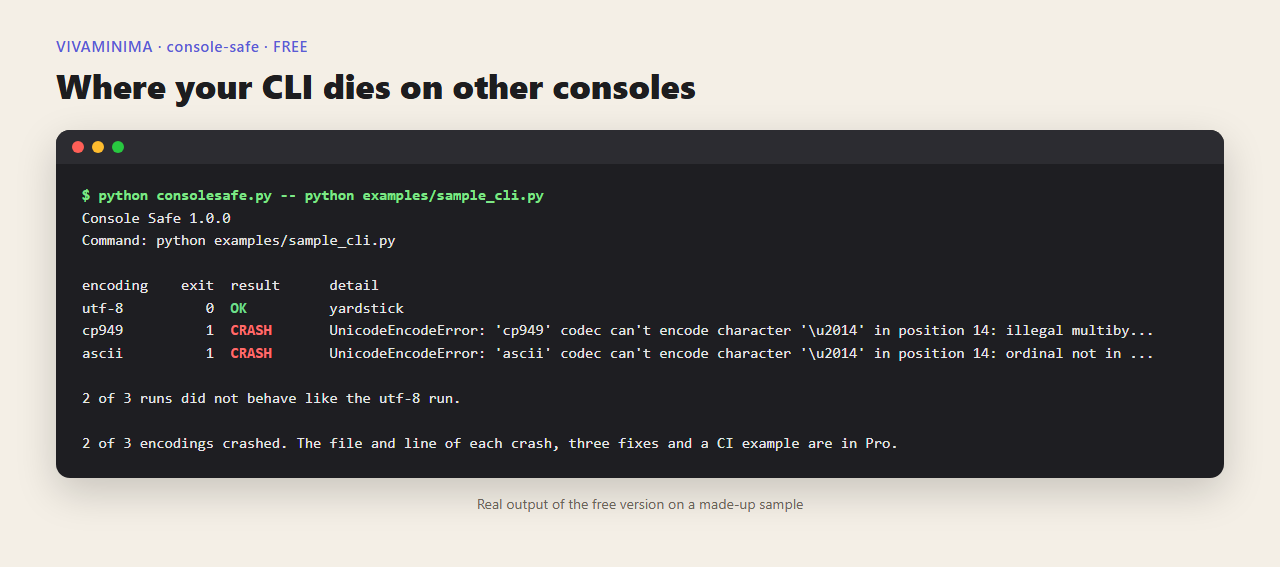 VIVAMINIMA · console-safe · FREE
Where your CLI dies on other consoles
$ python consolesafe.py -- python examples/sample_cli.py
Console Safe 1.0.0
Command: python examples/sample_cli.py
encoding exit result detail
utf-8 0 OK yardstick
cp949 1 CRASH UnicodeEncodeError: 'cp949' codec can't encode character '\u2014' in position 14: illegal multiby...
ascii 1 CRASH UnicodeEncodeError: 'ascii' codec can't encode character '\u2014' in position 14: ordinal not in ...
2 of 3 runs did not behave like the utf-8 run.
2 of 3 encodings crashed. The file and line of each crash, three fixes and a CI example are in Pro.
Real output of the free version on a made-up sample